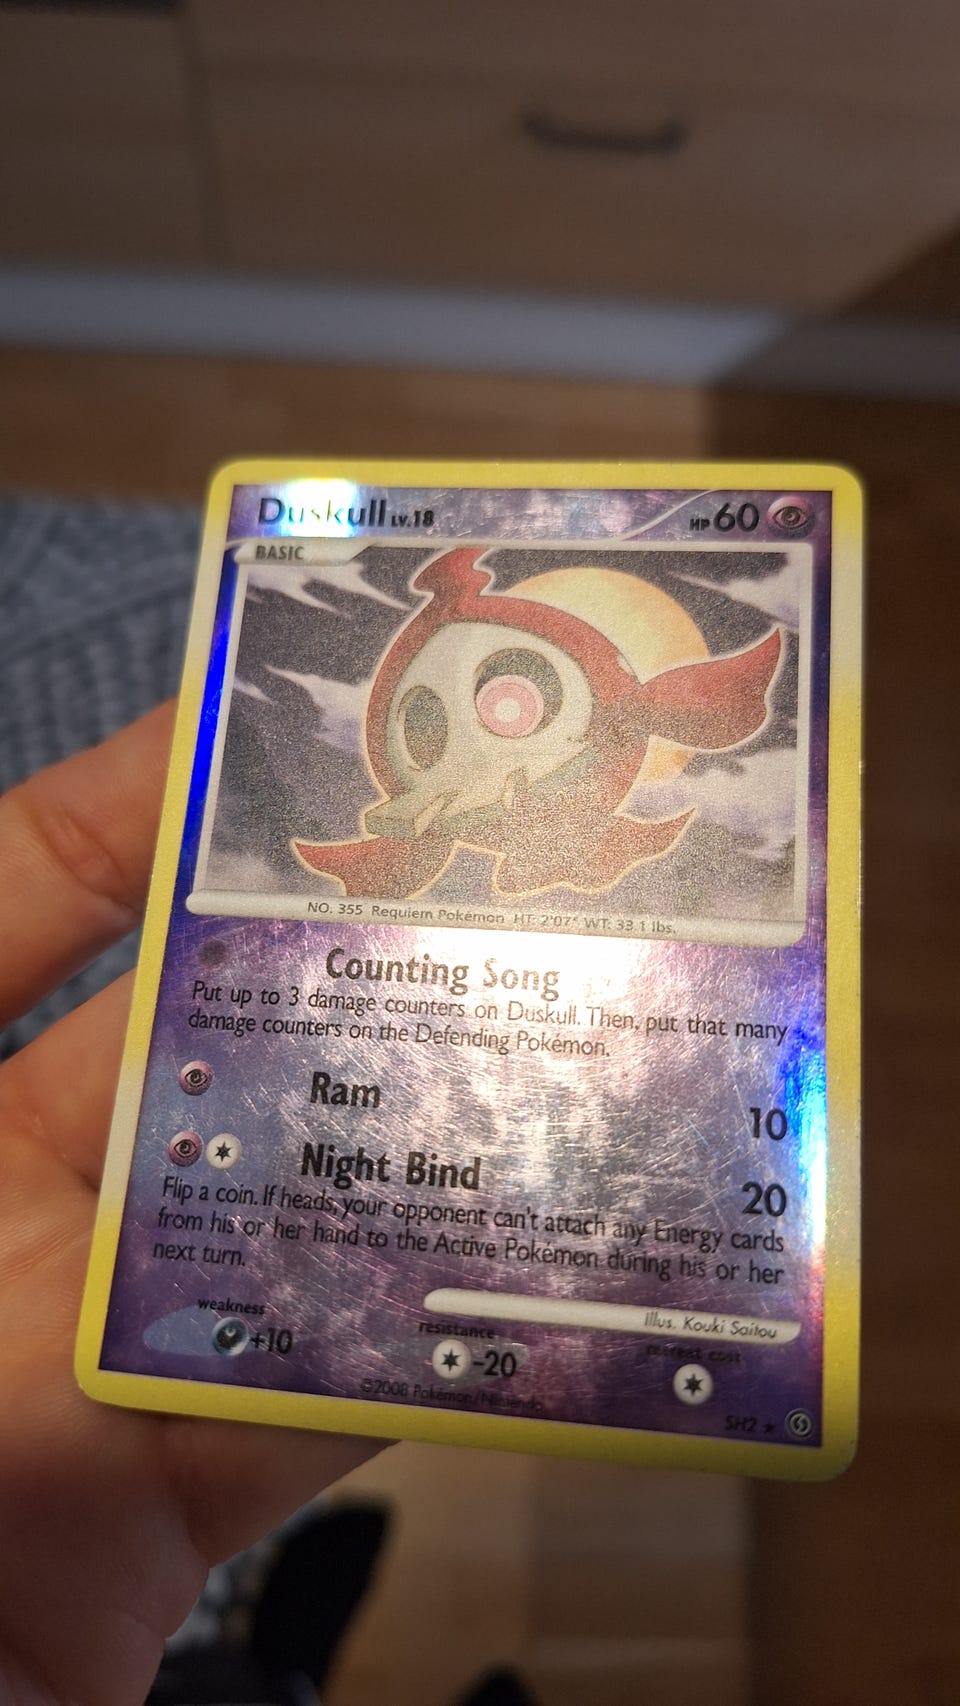 Duskull LV.18 HP 60
BASIC
NO. 355 Requiem Pokémon HT: 2'07" WT: 33.1 lbs.
Counting Song
Put up to 3 damage counters on Duskull. Then, put that many
damage counters on the Defending Pokémon.
Ram 10
Night Bind 20
Flip a coin. If heads, your opponent can't attach any Energy cards
from his or her hand to the Active Pokémon during his or her
next turn.
Illus. Kouki Saitou
weakness resistance retreat cost
+10 -20
©2008 Pokémon/Nintendo
SH2